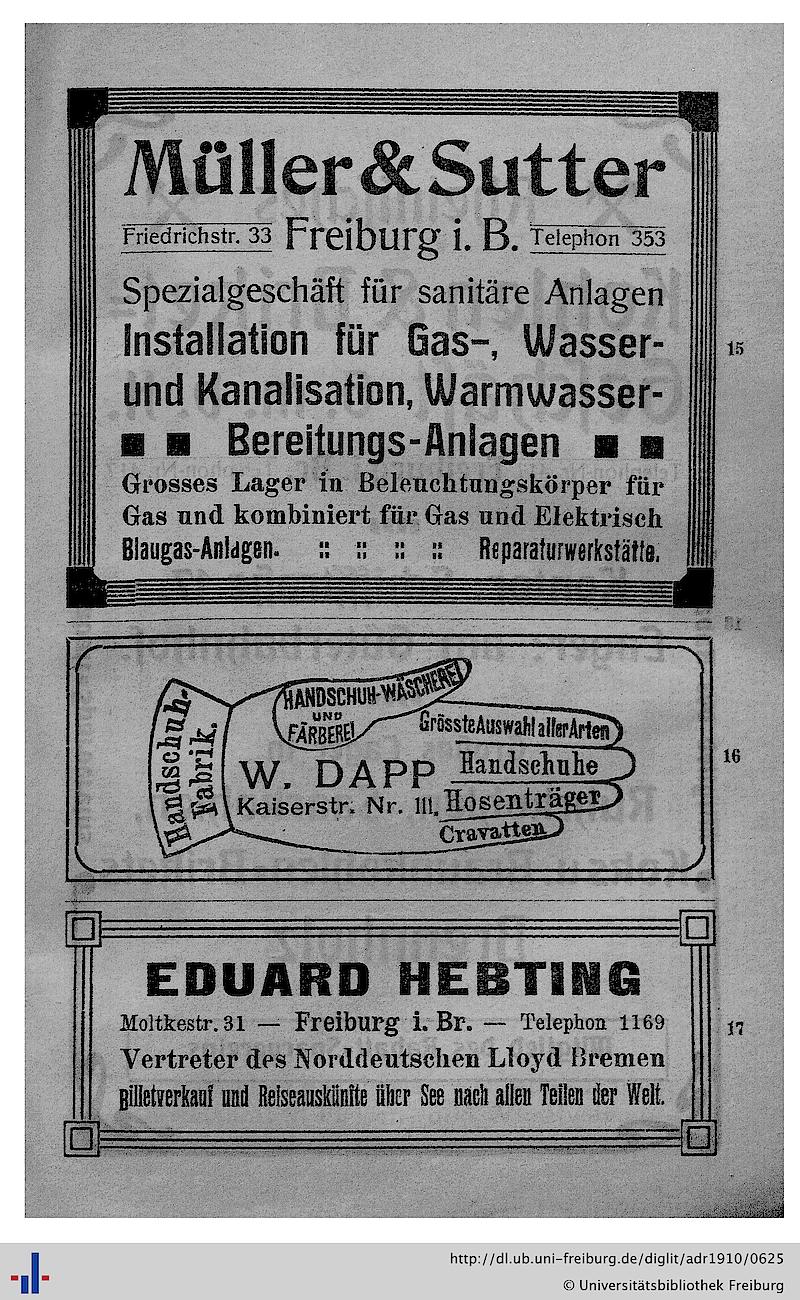 Müller & Sutter
Friedrichstr. 33 Freiburg i. B. Telephon 353
Spezialgeschäft für sanitäre Anlagen
Installation für Gas-, Wasser-
und Kanalisation, Warmwasser-
Bereitungs-Anlagen
Grosses Lager in Beleuchtungskörper für
Gas und kombiniert für Gas und Elektrisch
Blaugas-Anlagen. :: :: :: :: Reparaturwerkstätte.
15
Handschuh-
Fabrik.
HANDSCHUH-WÄSCHEREI
UND
FÄRBEREI
Grösste Auswahl aller Arten
W. DAPP
Handschuhe
Kaiserstr. Nr. III.
Hosenträger
Cravatten
16
EDUARD HEBTING
Moltkestr. 31 — Freiburg i. Br. — Telephon 1169
Vertreter des Norddeutschen Lloyd Bremen
Billetverkauf und Reiseauskünfte über See nach allen Teilen der Welt.
17
http://dl.ub.uni-freiburg.de/diglit/adr1910/0625
© Universitätsbibliothek Freiburg